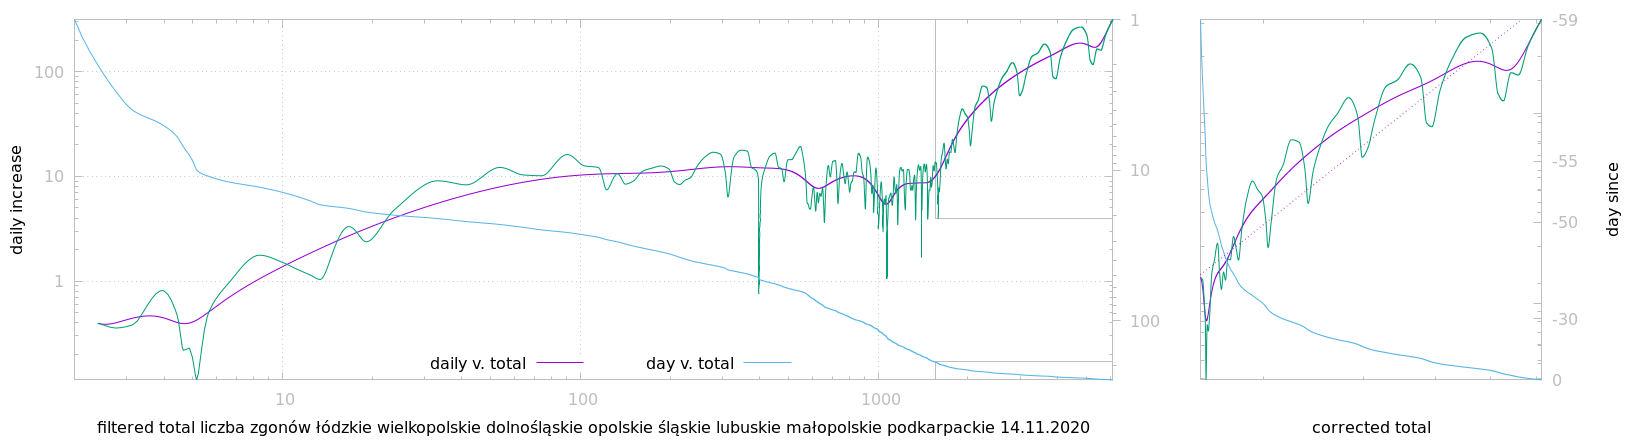 daily increase
100
10
1
10
100
1000
1
10
100
daily v. total
day v. total
filtered total liczba zgonów łódzkie wielkopolskie dolnośląskie opolskie śląskie lubuskie małopolskie podkarpackie 14.11.2020
-59
-55
-50
-30
0
day since
corrected total